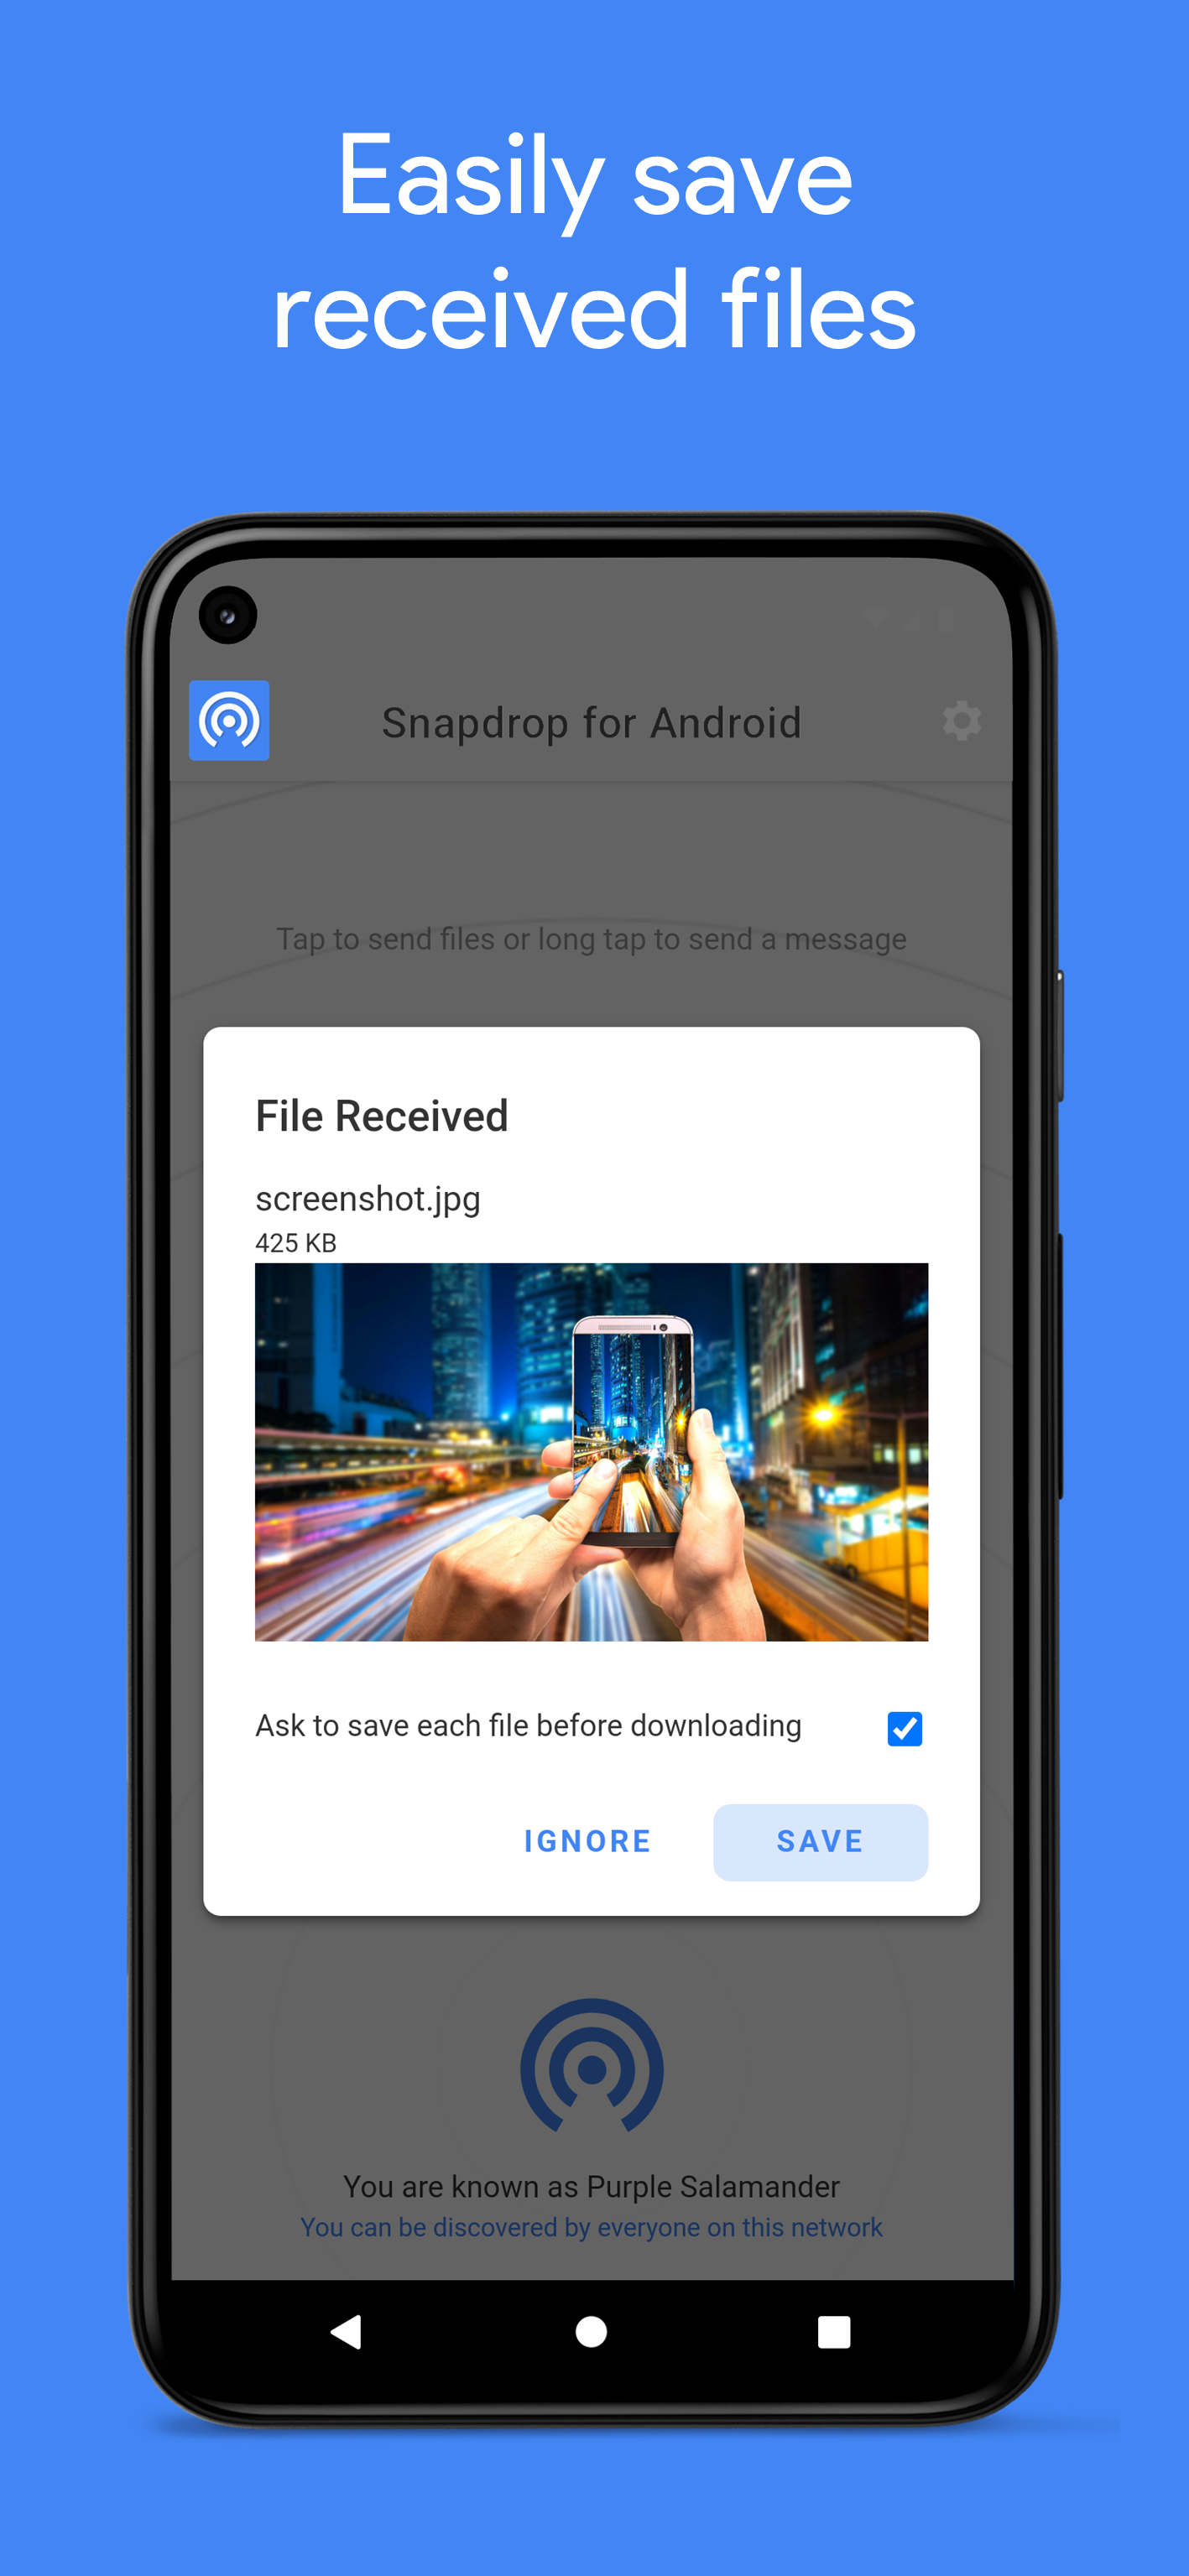 Easily save
received files
Snapdrop for Android
Tap to send files or long tap to send a message
File Received
screenshot.jpg
425 KB
Ask to save each file before downloading
IGNORE SAVE
You are known as Purple Salamander
You can be discovered by everyone on this network